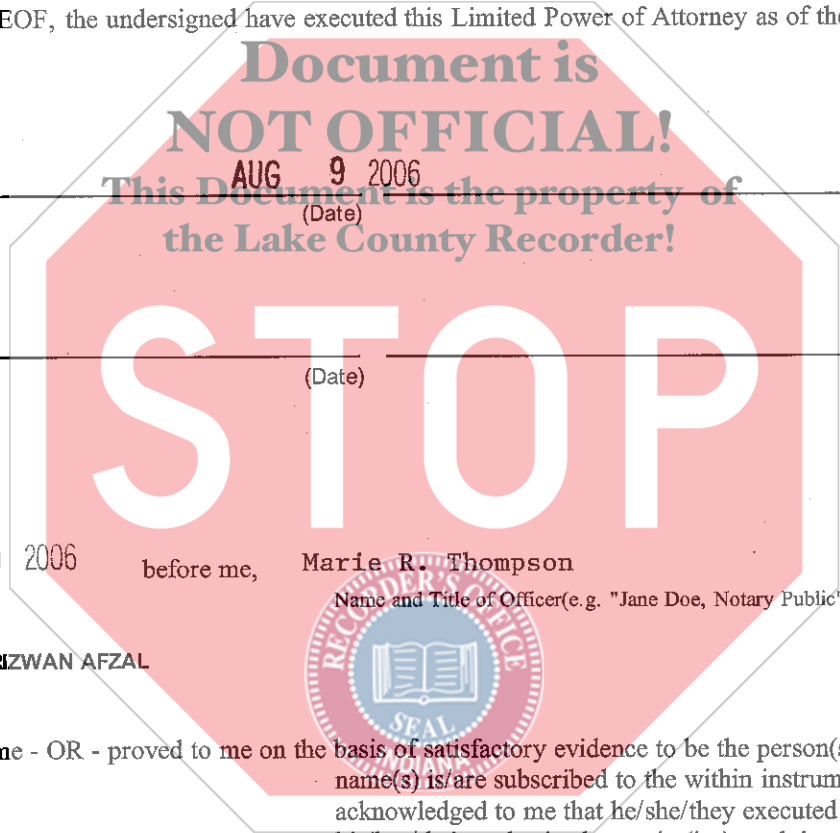 EOF, the undersigned have executed this Limited Power of Attorney as of the
Document is
NOT OFFICIAL!
AUG 9 2006
This Document is the property of
(Date)
the Lake County Recorder!
STOP
(Date)
2006 before me, Marie R. Thompson
Name and Title of Officer(e.g. "Jane Doe, Notary Public"
RECORDER'S OFFICE
RIZWAN AFZAL
SEAL
INDIANA
me - OR - proved to me on the basis of satisfactory evidence to be the person(s
name(s) is/are subscribed to the within instrum
acknowledged to me that he/she/they executed